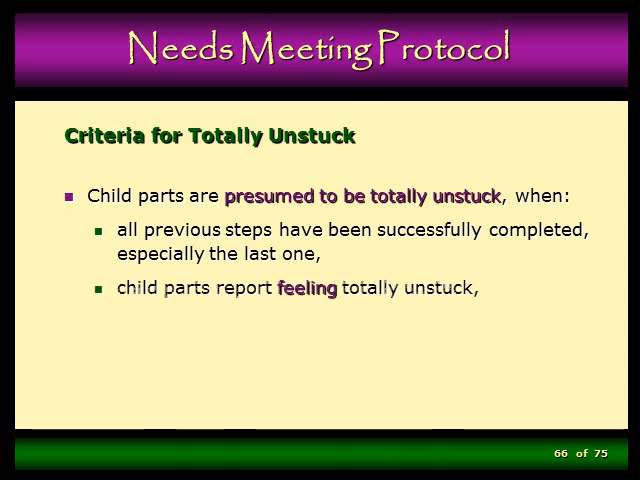 Needs Meeting Protocol
Criteria for Totally Unstuck
Child parts are presumed to be totally unstuck, when:
all previous steps have been successfully completed,
especially the last one,
child parts report feeling totally unstuck,
66 of 75